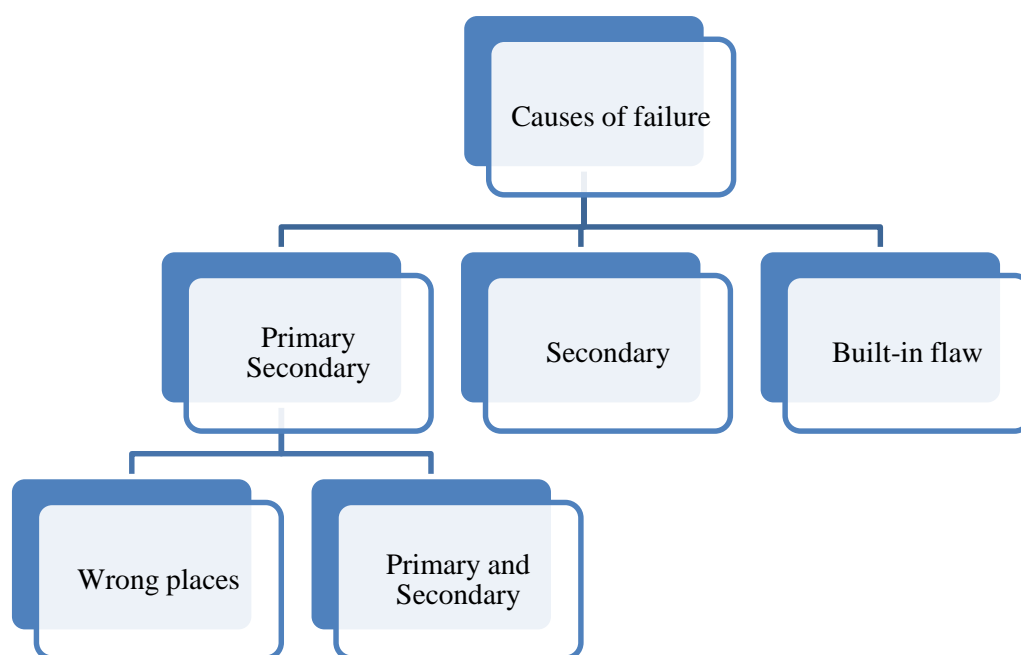 Causes of failure
Primary
Secondary
Secondary
Built-in flaw
Wrong places
Primary and
Secondary